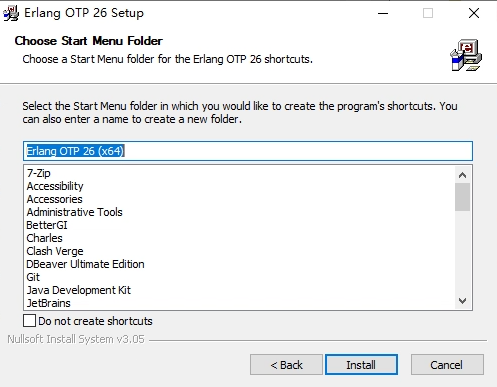 Erlang OTP 26 Setup
Choose Start Menu Folder
Choose a Start Menu folder for the Erlang OTP 26 shortcuts.
Select the Start Menu folder in which you would like to create the program's shortcuts. You
can also enter a name to create a new folder.
Erlang OTP 26 (x64)
7-Zip
Accessibility
Accessories
Administrative Tools
BetterGI
Charles
Clash Verge
DBeaver Ultimate Edition
Git
Java Development Kit
JetBrains
Do not create shortcuts
Nullsoft Install System v3.05
< Back
Install
Cancel